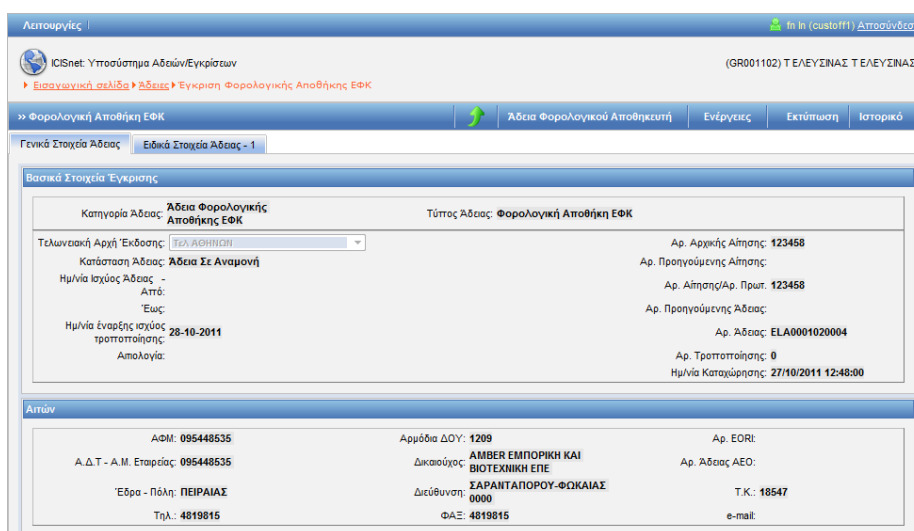 Λειτουργίες fn ln (custoff1) Αποσύνδεσ
ICISnet: Υποσύστημα Αδειών/Εγκρίσεων (GR001102) Τ ΕΛΕΥΣΙΝΑΣ Τ ΕΛΕΥΣΙΝΑΣ
Εισαγωγική σελίδα Άδειες Έγκριση Φορολογικής Αποθήκης ΕΦΚ
>> Φορολογική Αποθήκη ΕΦΚ Άδεια Φορολογικού Αποθηκευτή Ενέργειες Εκτύπωση Ιστορικό
Γενικά Στοιχεία Άδειας Ειδικά Στοιχεία Άδειας - 1
Βασικά Στοιχεία Έγκρισης
Κατηγορία Άδειας: Άδεια Φορολογικής Αποθήκης ΕΦΚ Τύπος Άδειας: Φορολογική Αποθήκη ΕΦΚ
Τελωνειακή Αρχή Έκδοσης: Τελ ΑΘΗΝΩΝ Αρ. Αρχικής Αίτησης: 123458
Κατάσταση Άδειας: Άδεια Σε Αναμονή Αρ. Προηγούμενης Αίτησης:
Ημ/νία Ισχύος Άδειας - Από: Αρ. Αίτησης/Αρ. Πρωτ. 123458
Έως: Αρ. Προηγούμενης Άδειας:
Ημ/νία έναρξης ισχύος τροποποίησης: 28-10-2011 Αρ. Άδειας: ELA0001020004
Αιτιολογία: Αρ. Τροποποίησης: 0
Ημ/νία Καταχώρησης: 27/10/2011 12:48:00
Αιτών
ΑΦΜ: 095448535 Αρμόδια ΔΟΥ: 1209 Αρ. EORI:
Α.Δ.Τ - Α.Μ. Εταιρείας: 095448535 Δικαιούχος: AMBER ΕΜΠΟΡΙΚΗ ΚΑΙ ΒΙΟΤΕΧΝΙΚΗ ΕΠΕ Αρ. Άδειας ΑΕΟ:
Έδρα - Πόλη: ΠΕΙΡΑΙΑΣ Διεύθυνση: ΣΑΡΑΝΤΑΠΟΡΟΥ-ΦΩΚΑΙΑΣ 0000 Τ.Κ.: 18547
Τηλ.: 4819815 ΦΑΞ: 4819815 e-mail: